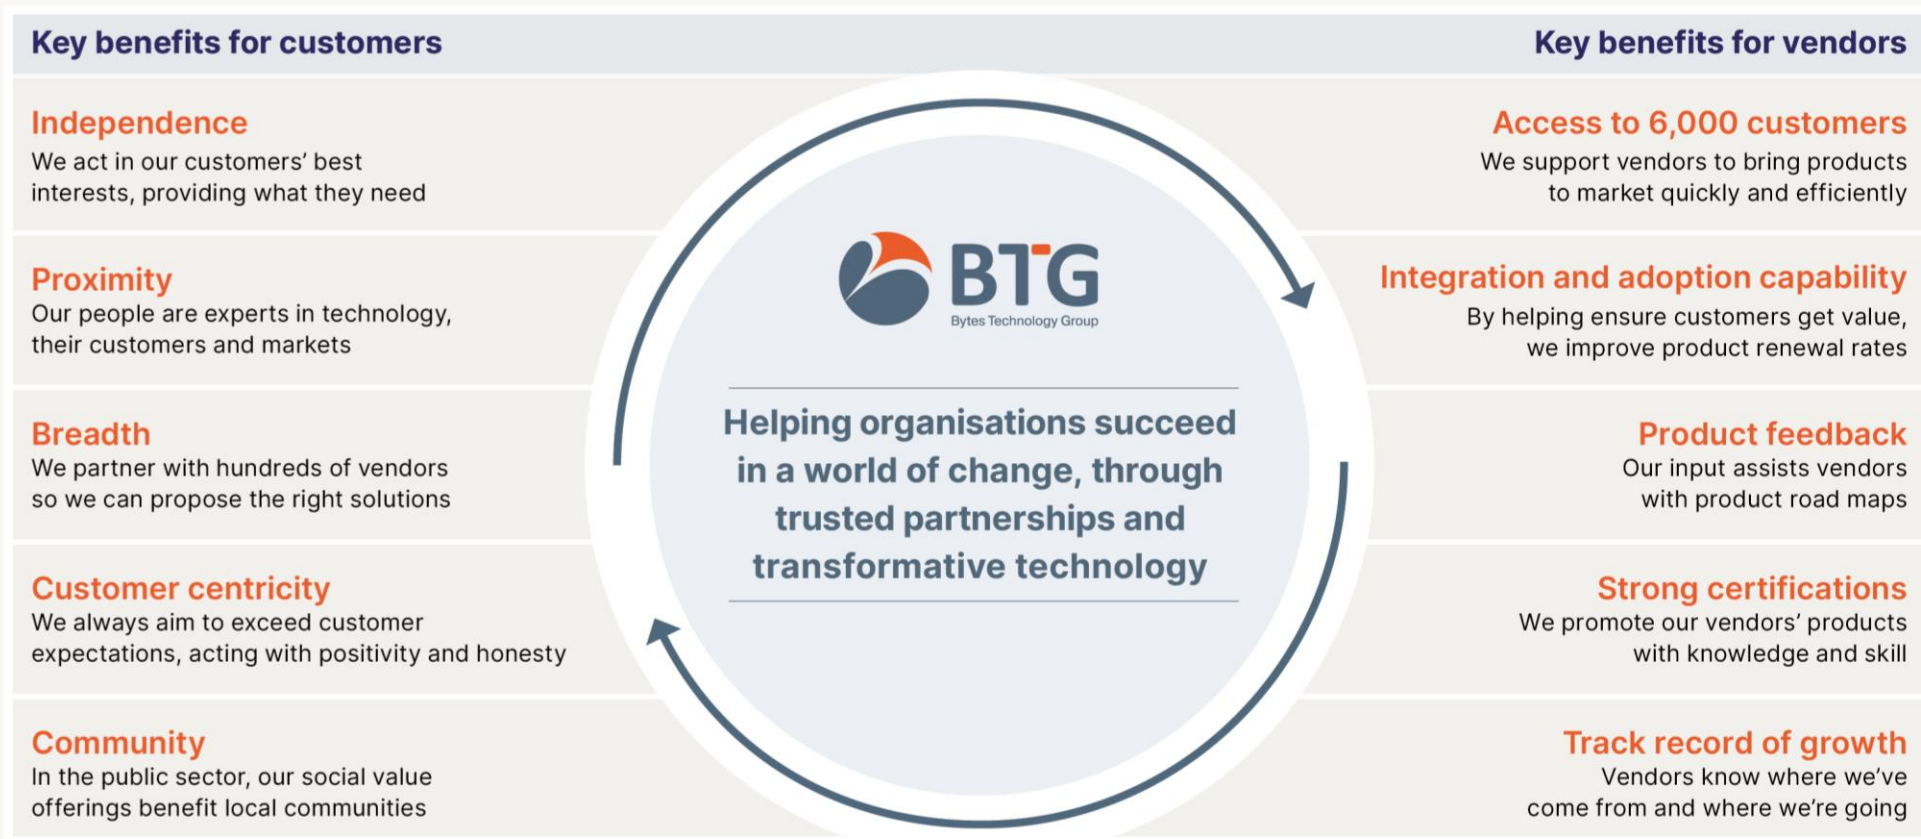 Key benefits for customers
Independence
We act in our customers’ best
interests, providing what they need
Proximity
Our people are experts in technology,
their customers and markets
Breadth
We partner with hundreds of vendors
so we can propose the right solutions
Customer centricity
We always aim to exceed customer
expectations, acting with positivity and honesty
Community
In the public sector, our social value
offerings benefit local communities
BTG
Bytes Technology Group
Helping organisations succeed
in a world of change, through
trusted partnerships and
transformative technology
Key benefits for vendors
Access to 6,000 customers
We support vendors to bring products
to market quickly and efficiently
Integration and adoption capability
By helping ensure customers get value,
we improve product renewal rates
Product feedback
Our input assists vendors
with product road maps
Strong certifications
We promote our vendors’ products
with knowledge and skill
Track record of growth
Vendors know where we’ve
come from and where we’re going